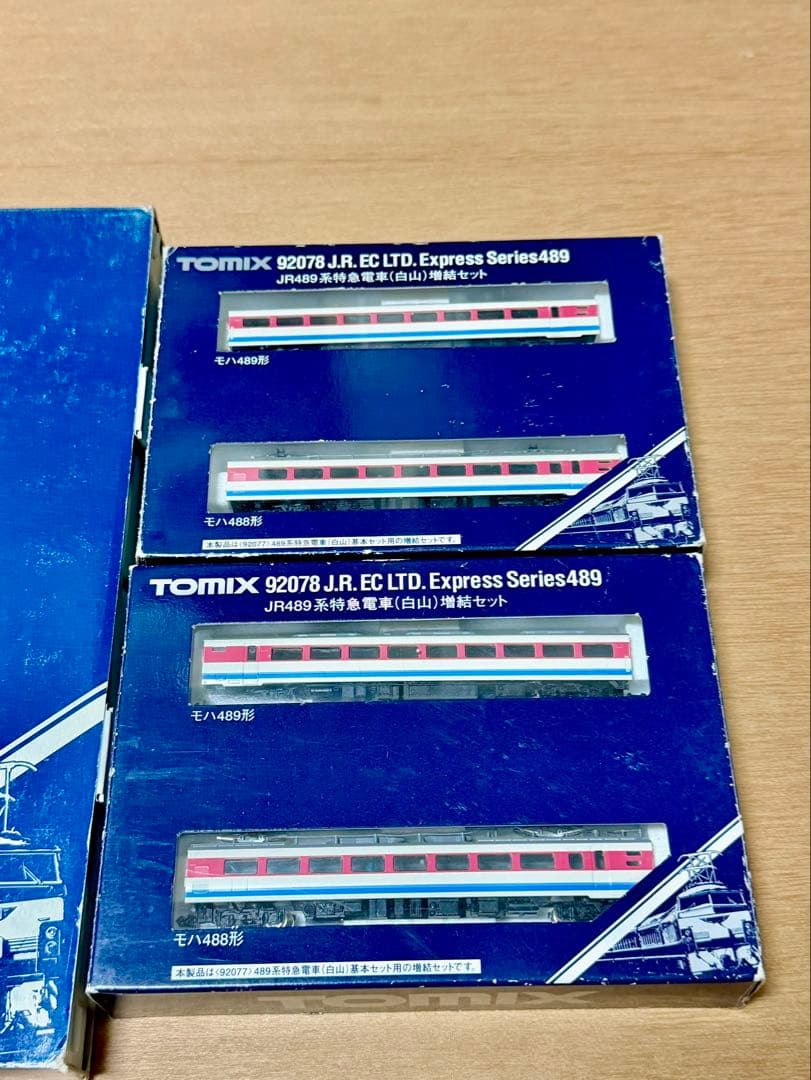 TOMIX 92078 J.R. EC LTD. Express Series489
JR489系特急電車(白山)増結セット
モハ489形
モハ488形
本製品は〈92077〉489系特急電車(白山)基本セット用の増結セットです。
TOMIX 92078 J.R. EC LTD. Express Series489
JR489系特急電車(白山)増結セット
モハ489形
モハ488形
本製品は〈92077〉489系特急電車(白山)基本セット用の増結セットです。
TOMIX